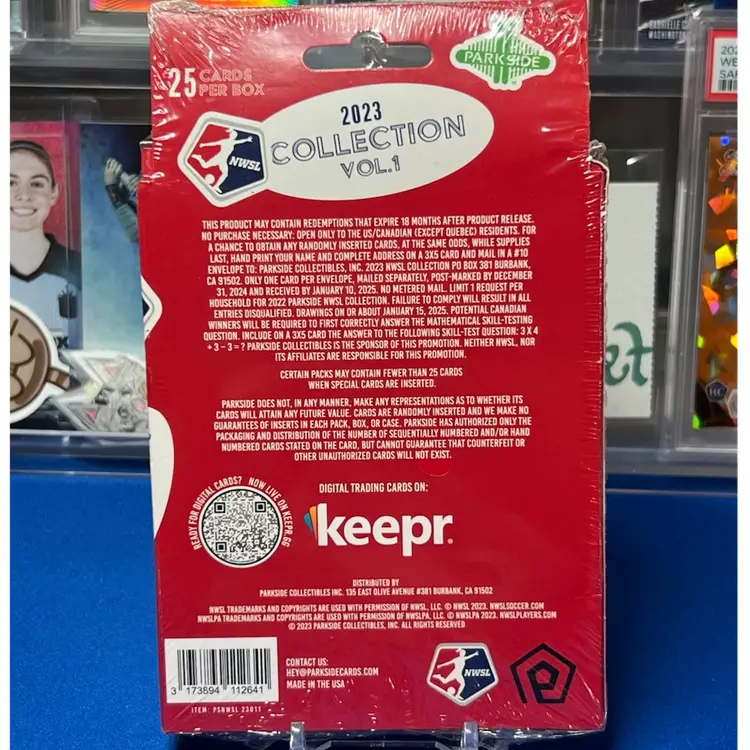 25 CARDS
PER BOX
PARKSIDE
2023
COLLECTION
VOL.1
NWSL
THIS PRODUCT MAY CONTAIN REDEMPTIONS THAT EXPIRE 18 MONTHS AFTER PRODUCT RELEASE.
NO PURCHASE NECESSARY: OPEN ONLY TO THE US/CANADIAN (EXCEPT QUEBEC) RESIDENTS. FOR
A CHANCE TO OBTAIN ANY RANDOMLY INSERTED CARDS, AT THE SAME ODDS, WHILE SUPPLIES
LAST, HAND PRINT YOUR NAME AND COMPLETE ADDRESS ON A 3X5 CARD AND MAIL IN A #10
ENVELOPE TO: PARKSIDE COLLECTIBLES, INC. 2023 NWSL COLLECTION PO BOX 381 BURBANK,
CA 91502. ONLY ONE CARD PER ENVELOPE, MAILED SEPARATELY, POST-MARKED BY DECEMBER
31, 2024 AND RECEIVED BY JANUARY 10, 2025. NO METERED MAIL. LIMIT 1 REQUEST PER
HOUSEHOLD FOR 2022 PARKSIDE NWSL COLLECTION. FAILURE TO COMPLY WILL RESULT IN ALL
ENTRIES DISQUALIFIED. DRAWINGS ON OR ABOUT JANUARY 15, 2025. POTENTIAL CANADIAN
WINNERS WILL BE REQUIRED TO FIRST CORRECTLY ANSWER THE MATHEMATICAL SKILL-TESTING
QUESTION. INCLUDE ON A 3X5 CARD THE ANSWER TO THE FOLLOWING SKILL-TEST QUESTION: 3 X 4
+ 3 – 3 = ? PARKSIDE COLLECTIBLES IS THE SPONSOR OF THIS PROMOTION. NEITHER NWSL, NOR
ITS AFFILIATES ARE RESPONSIBLE FOR THIS PROMOTION.
CERTAIN PACKS MAY CONTAIN FEWER THAN 25 CARDS
WHEN SPECIAL CARDS ARE INSERTED.
PARKSIDE DOES NOT, IN ANY MANNER, MAKE ANY REPRESENTATIONS AS TO WHETHER ITS
CARDS WILL ATTAIN ANY FUTURE VALUE. CARDS ARE RANDOMLY INSERTED AND WE MAKE NO
GUARANTEES OF INSERTS IN EACH PACK, BOX, OR CASE. PARKSIDE HAS AUTHORIZED ONLY THE
PACKAGING AND DISTRIBUTION OF THE NUMBER OF SEQUENTIALLY NUMBERED AND/OR HAND
NUMBERED CARDS STATED ON THE CARD, BUT CANNOT GUARANTEE THAT COUNTERFEIT OR
OTHER UNAUTHORIZED CARDS WILL NOT EXIST.
READY FOR DIGITAL CARDS? NOW LIVE ON KEEPR.GG
DIGITAL TRADING CARDS ON:
keepr.
DISTRIBUTED BY
PARKSIDE COLLECTIBLES INC. 135 EAST OLIVE AVENUE #381 BURBANK, CA 91502
NWSL TRADEMARKS AND COPYRIGHTS ARE USED WITH PERMISSION OF NWSL, LLC. © NWSL 2023. NWSLSOCCER.COM
NWSLPA TRADEMARKS AND COPYRIGHTS ARE USED WITH PERMISSION OF NWSLPA, LLC. © NWSLPA 2023. NWSLPLAYERS.COM
© 2023 PARKSIDE COLLECTIBLES, INC. ALL RIGHTS RESERVED
3 173894 112641
ITEM: PSNWSL 23011
CONTACT US:
HEY@PARKSIDECARDS.COM
MADE IN THE USA
NWSL
PSA